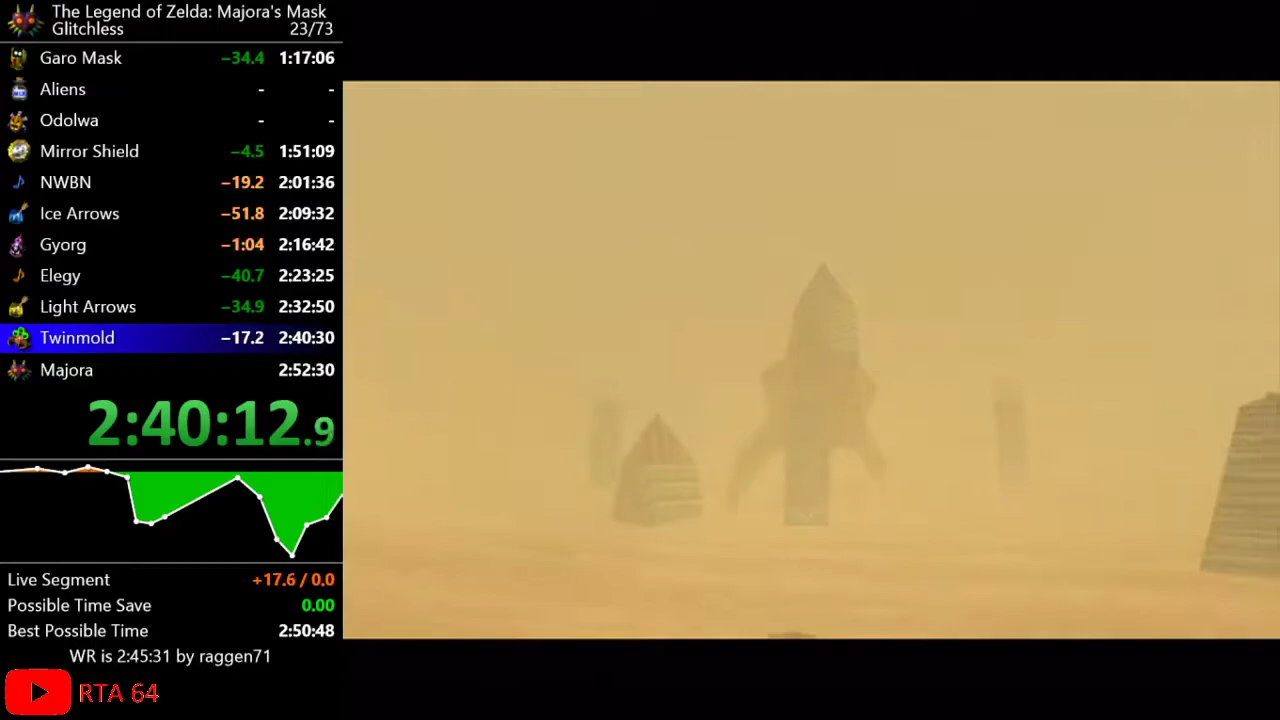 The Legend of Zelda: Majora's Mask
Glitchless 23/73
Garo Mask −34.4 1:17:06
Aliens - -
Odolwa - -
Mirror Shield −4.5 1:51:09
NWBN −19.2 2:01:36
Ice Arrows −51.8 2:09:32
Gyorg −1:04 2:16:42
Elegy −40.7 2:23:25
Light Arrows −34.9 2:32:50
Twinmold −17.2 2:40:30
Majora 2:52:30
2:40:12.9
Live Segment +17.6 / 0.0
Possible Time Save 0.00
Best Possible Time 2:50:48
WR is 2:45:31 by raggen71
RTA 64